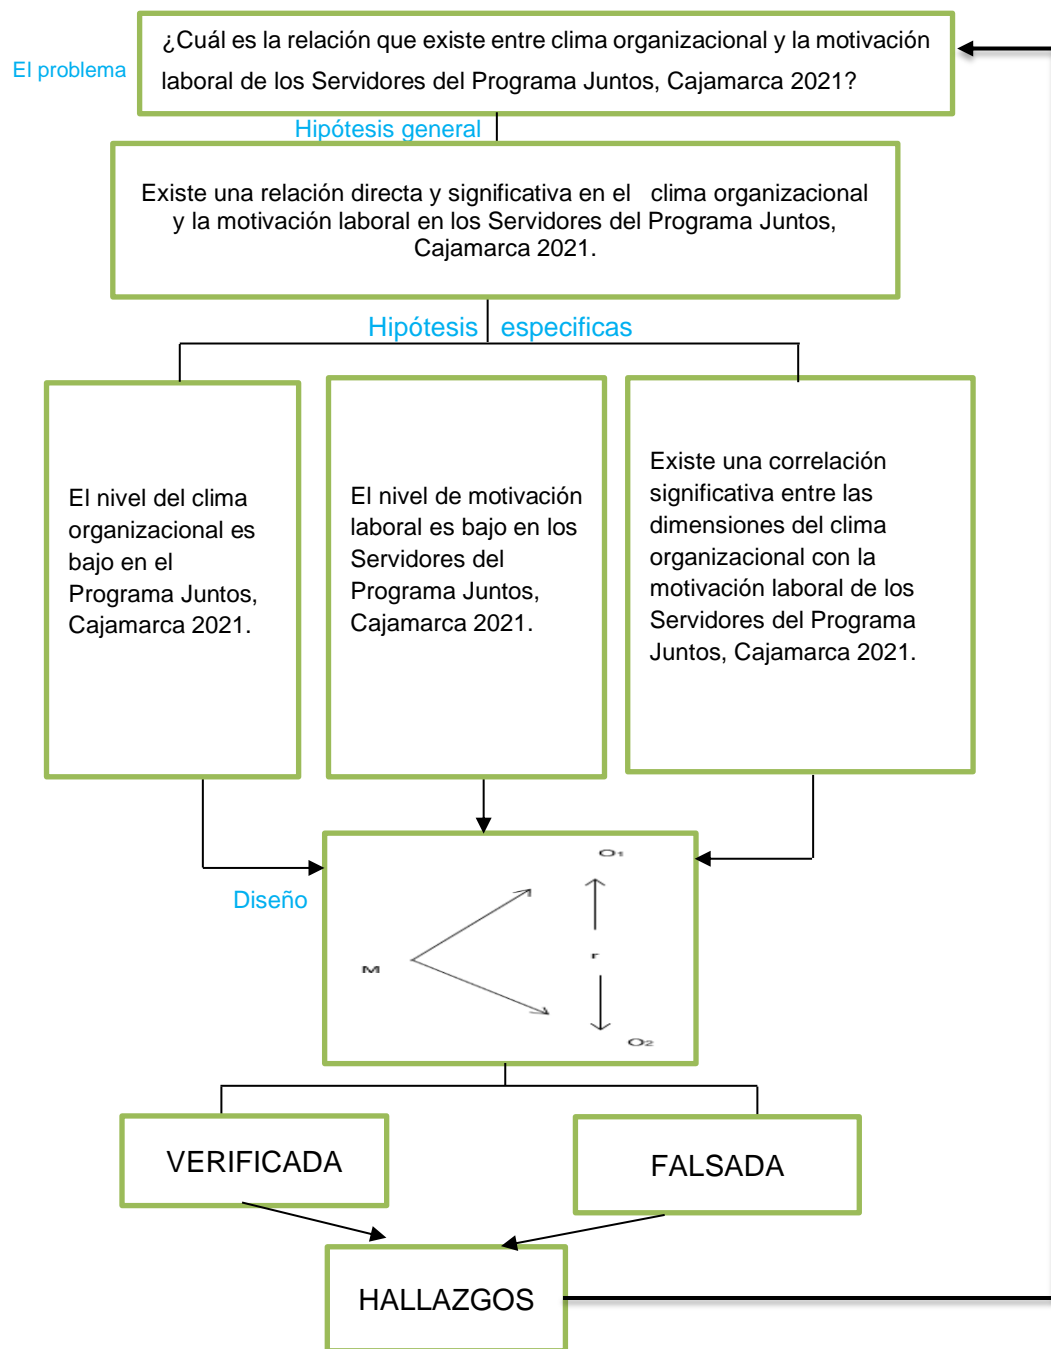 ¿Cuál es la relación que existe entre clima organizacional y la motivación
laboral de los Servidores del Programa Juntos, Cajamarca 2021?
El problema
Hipótesis general
Existe una relación directa y significativa en el clima organizacional
y la motivación laboral en los Servidores del Programa Juntos,
Cajamarca 2021.
Hipótesis especificas
El nivel del clima
organizacional es
bajo en el
Programa Juntos,
Cajamarca 2021.
El nivel de motivación
laboral es bajo en los
Servidores del
Programa Juntos,
Cajamarca 2021.
Existe una correlación
significativa entre las
dimensiones del clima
organizacional con la
motivación laboral de los
Servidores del Programa
Juntos, Cajamarca 2021.
Diseño
O1
M
r
O2
VERIFICADA
FALSADA
HALLAZGOS